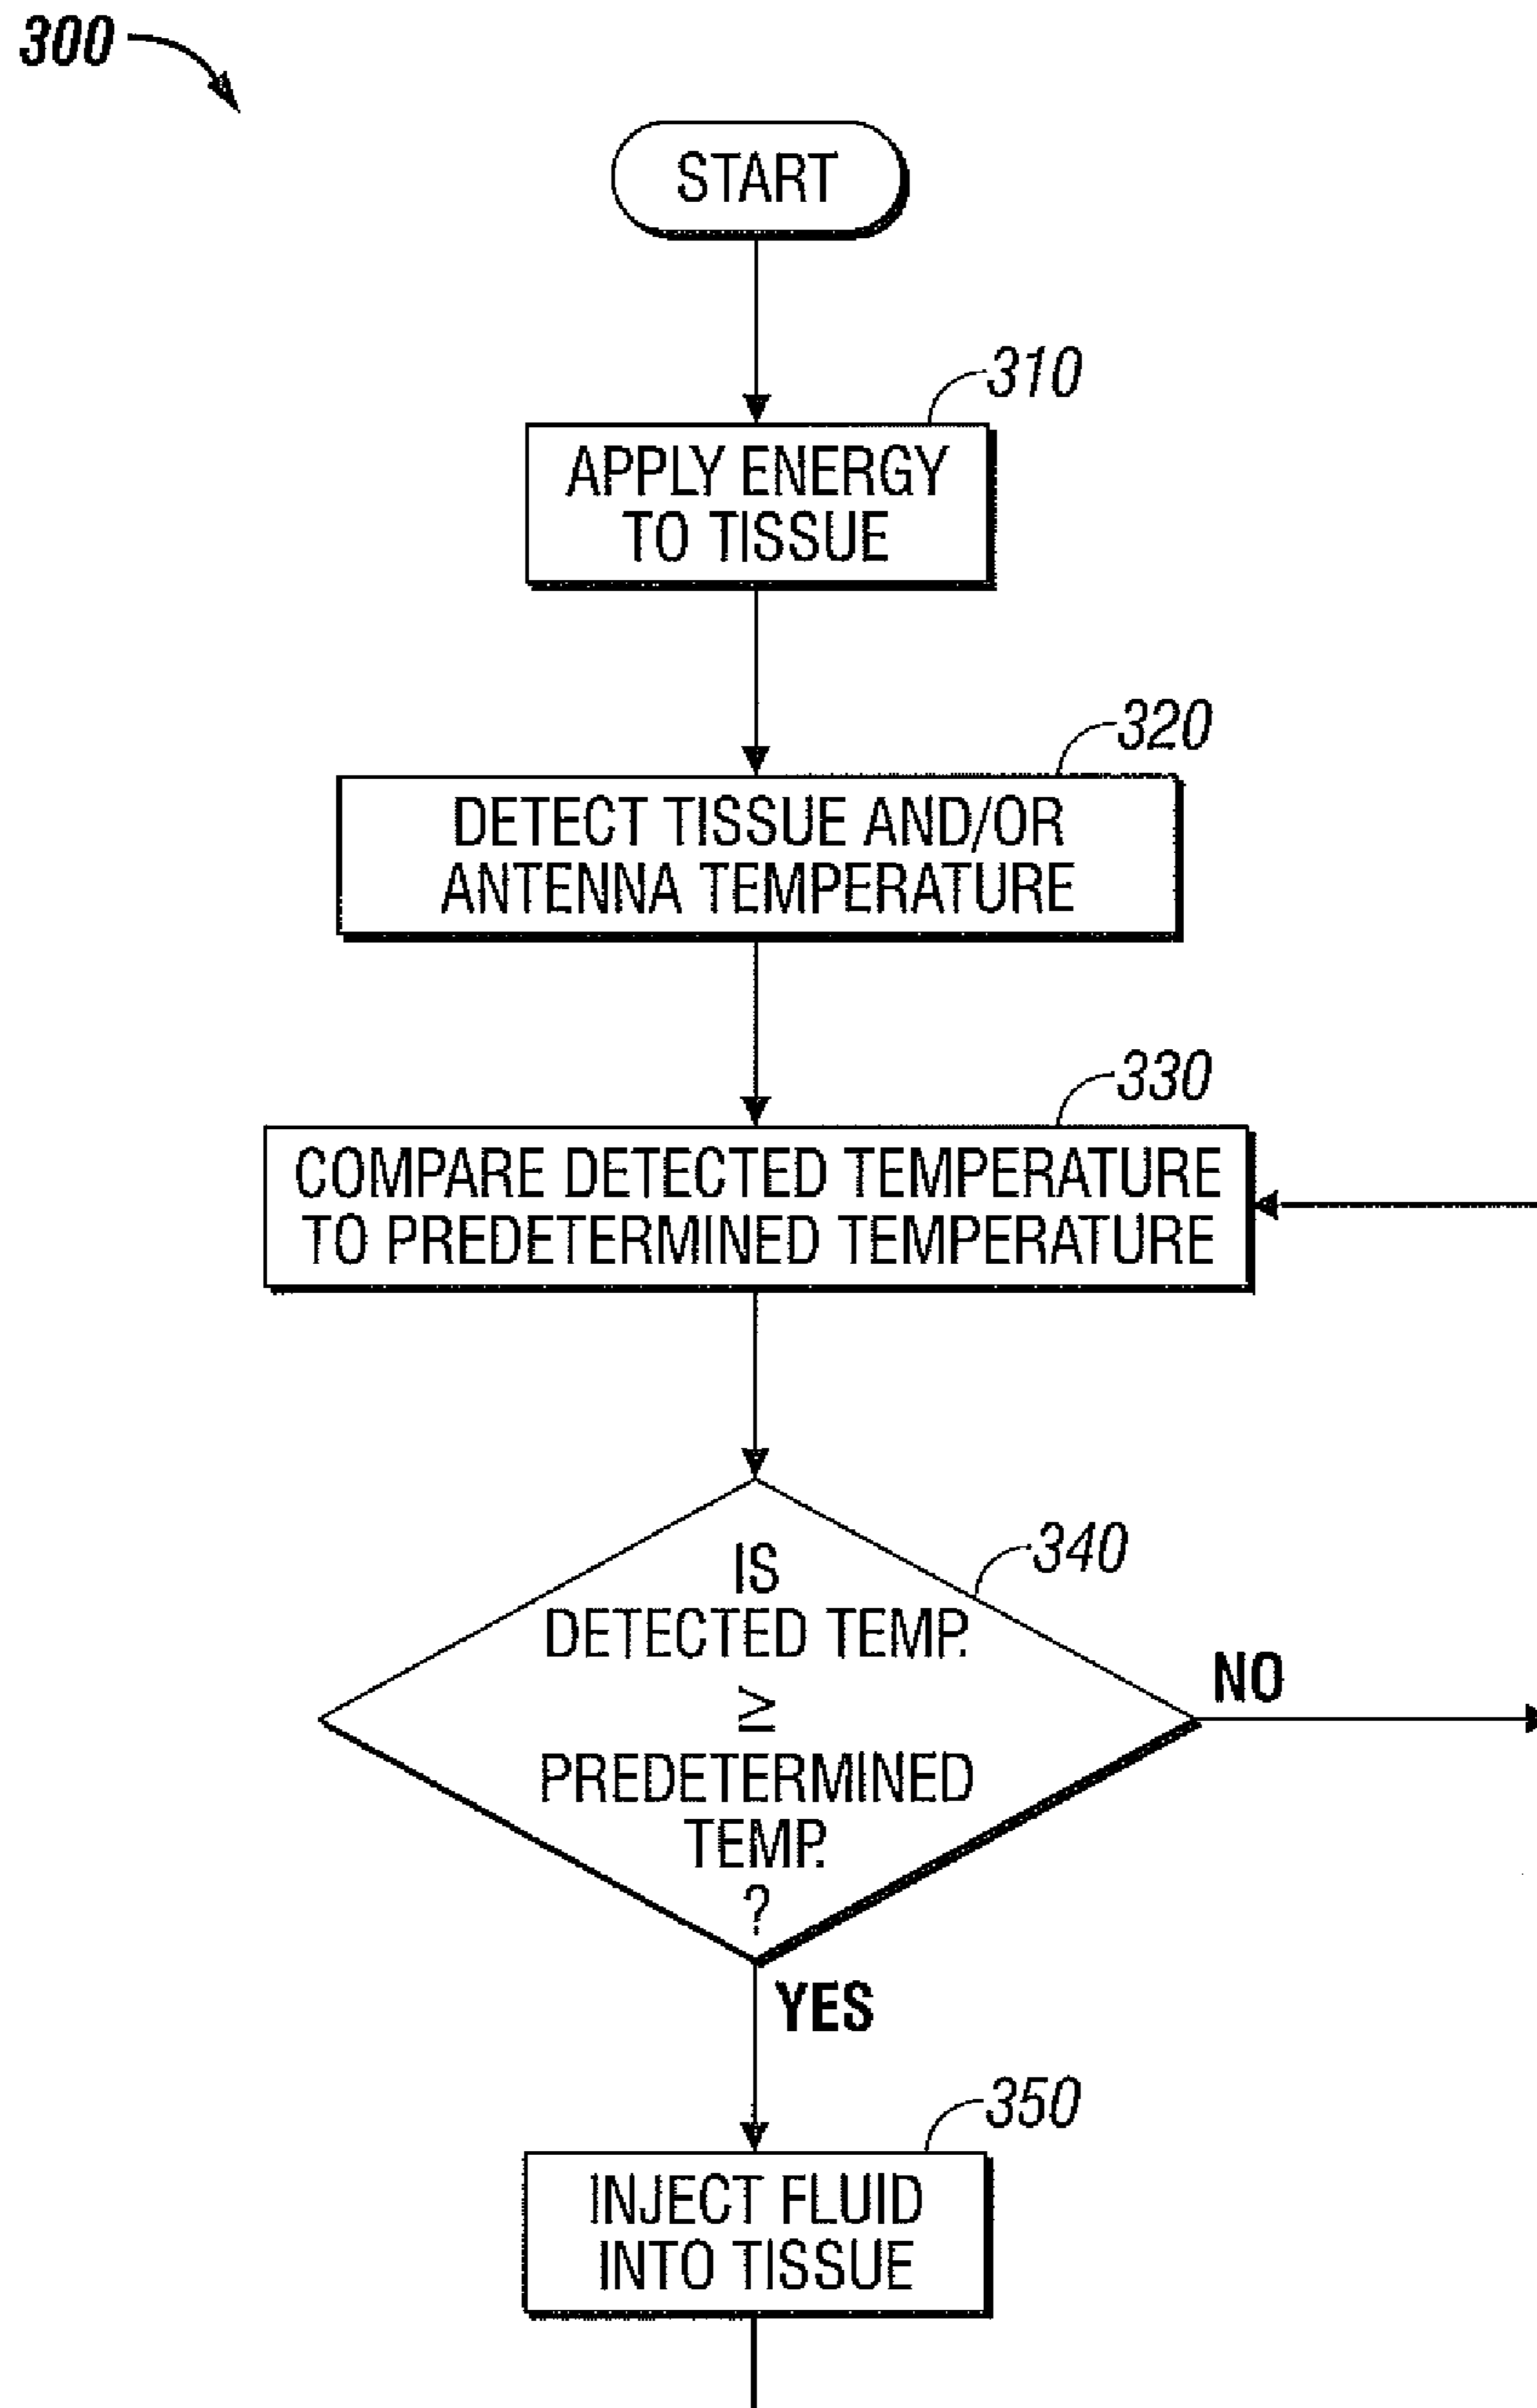 300
START
310
APPLY ENERGY
TO TISSUE
320
DETECT TISSUE AND/OR
ANTENNA TEMPERATURE
330
COMPARE DETECTED TEMPERATURE
TO PREDETERMINED TEMPERATURE
340
IS
DETECTED TEMP.
≥
PREDETERMINED
TEMP.
?
NO
YES
350
INJECT FLUID
INTO TISSUE